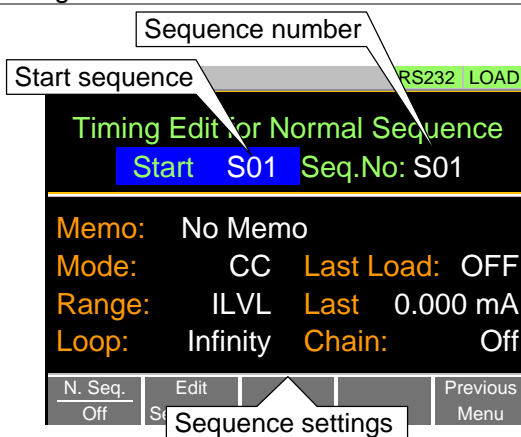 Sequence number
Start sequence
RS232 LOAD
Timing Edit for Normal Sequence
Start S01 Seq.No: S01
Memo: No Memo
Mode: CC Last Load: OFF
Range: ILVL Last 0.000 mA
Loop: Infinity Chain: Off
N. Seq. Edit Previous
Off Menu
Sequence settings